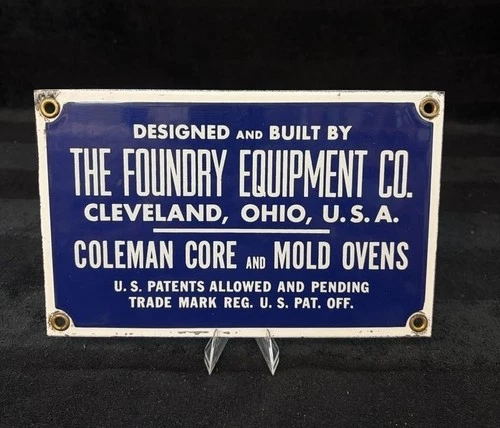 DESIGNED AND BUILT BY
THE FOUNDRY EQUIPMENT CO.
CLEVELAND, OHIO, U.S.A.
COLEMAN CORE AND MOLD OVENS
U.S. PATENTS ALLOWED AND PENDING
TRADE MARK REG. U.S. PAT. OFF.